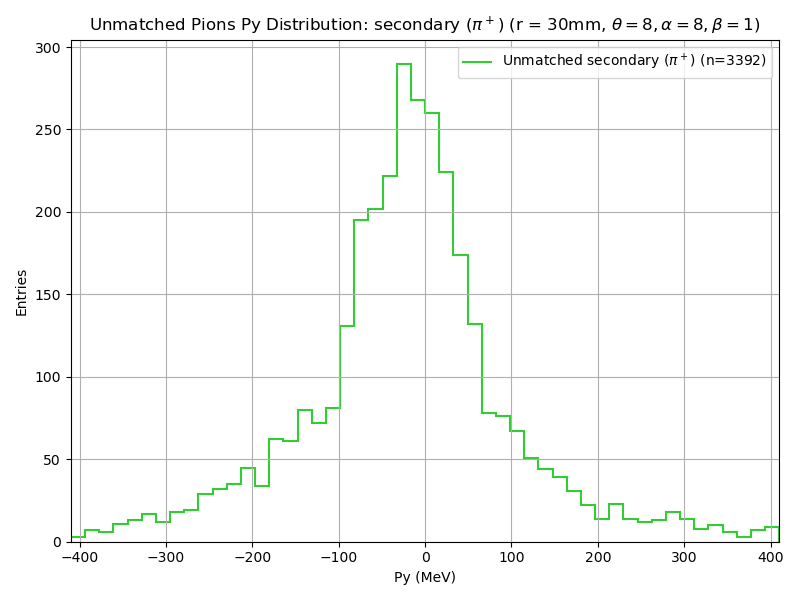 Unmatched Pions Py Distribution: secondary (π⁺) (r = 30mm, θ = 8, α = 8, β = 1)
Unmatched secondary (π⁺) (n=3392)
300
250
200
150
100
50
0
Entries
−400 −300 −200 −100 0 100 200 300 400
Py (MeV)